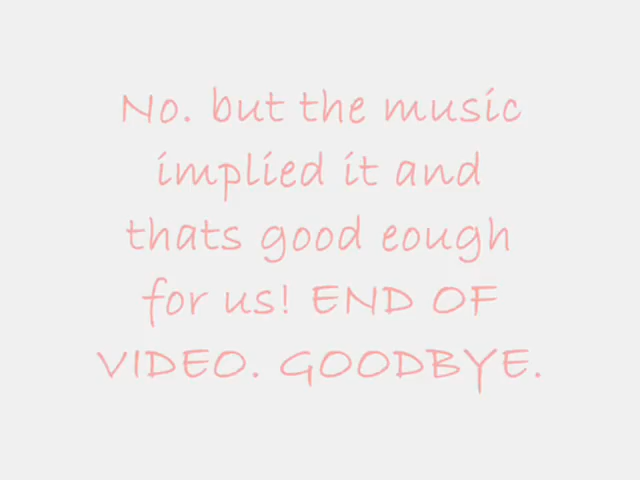 No. but the music
implied it and
thats good eough
for us! END OF
VIDEO. GOODBYE.